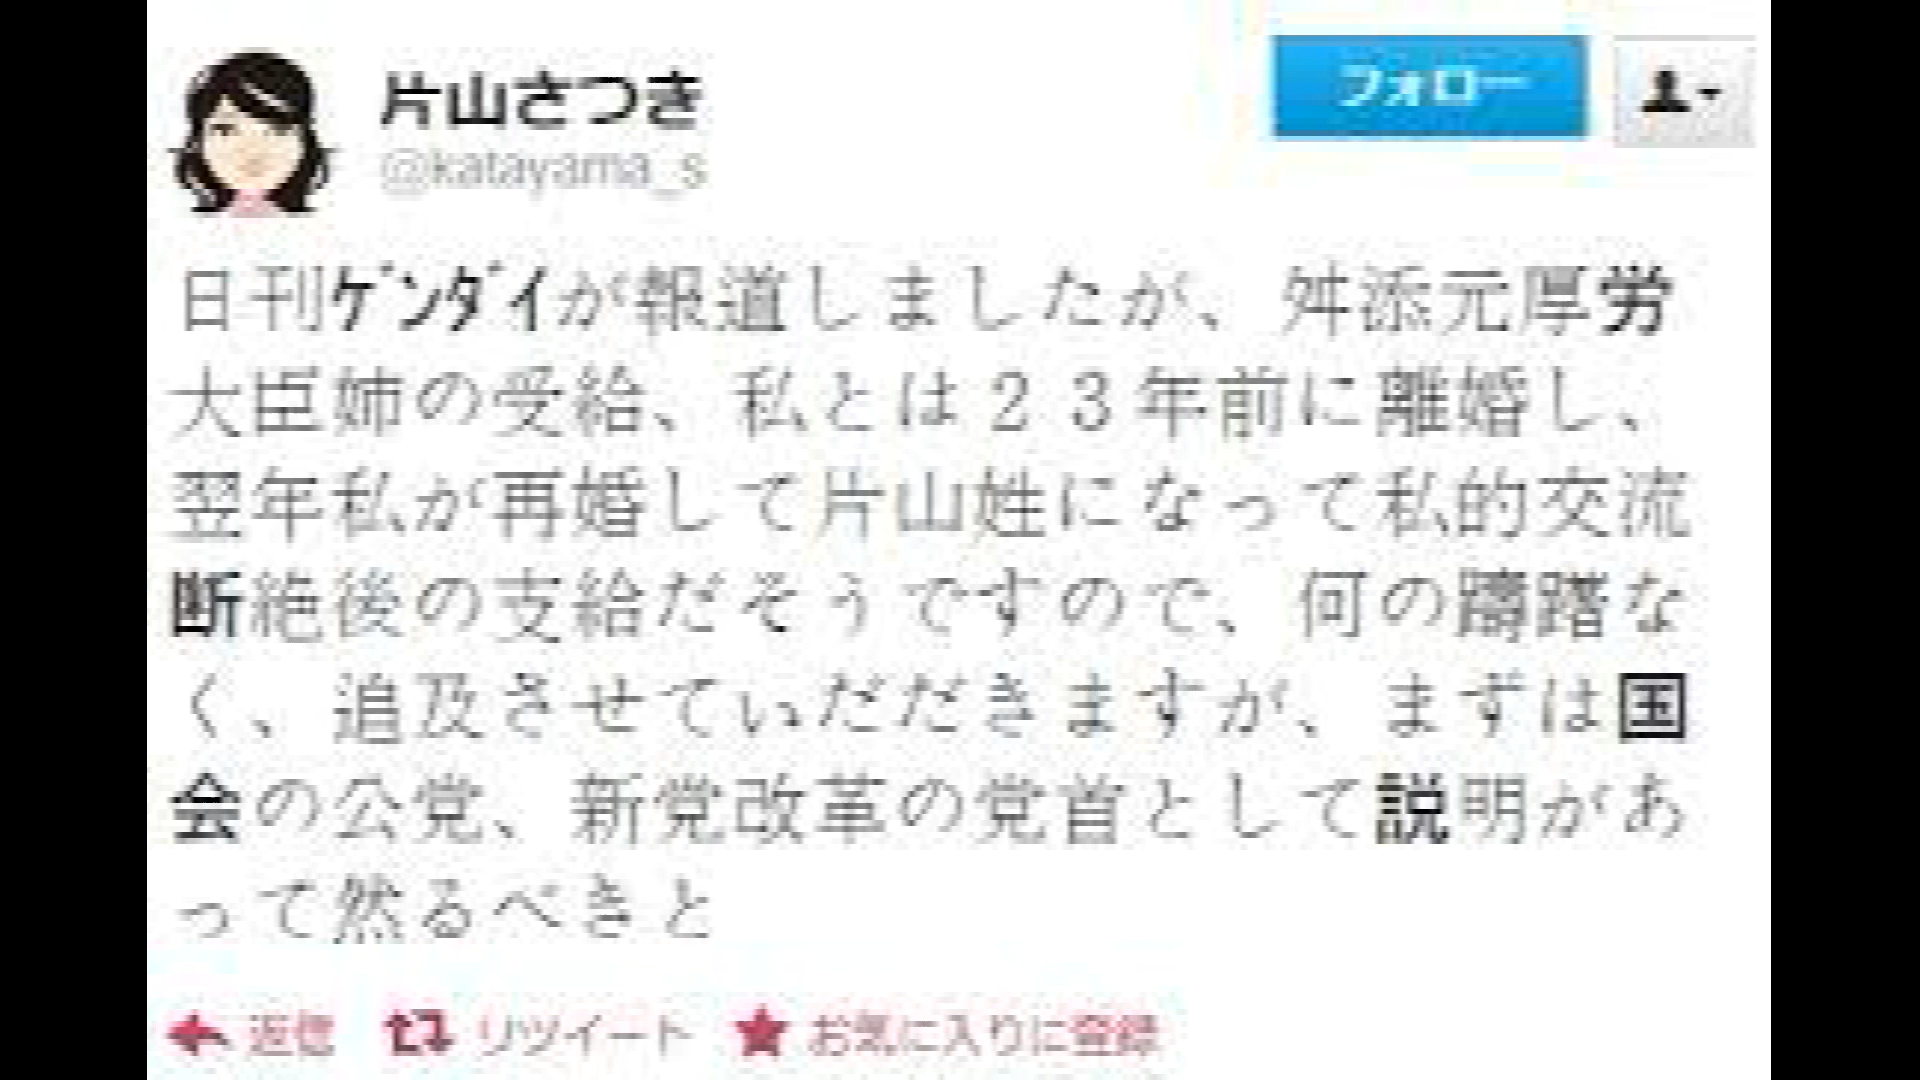 片山さつき
@katayama_s
フォロー
日刊ｹﾞﾝﾀﾞｲが報道しましたが、舛添元厚労
大臣姉の受給、私とは２３年前に離婚し、
翌年私が再婚して片山姓になって私的交流
断絶後の支給だそうですので、何の躊躇な
く、追及させていだだきますが、まずは国
会の公党、新党改革の党首として説明があ
って然るべきと
返信 リツイート お気に入りに登録